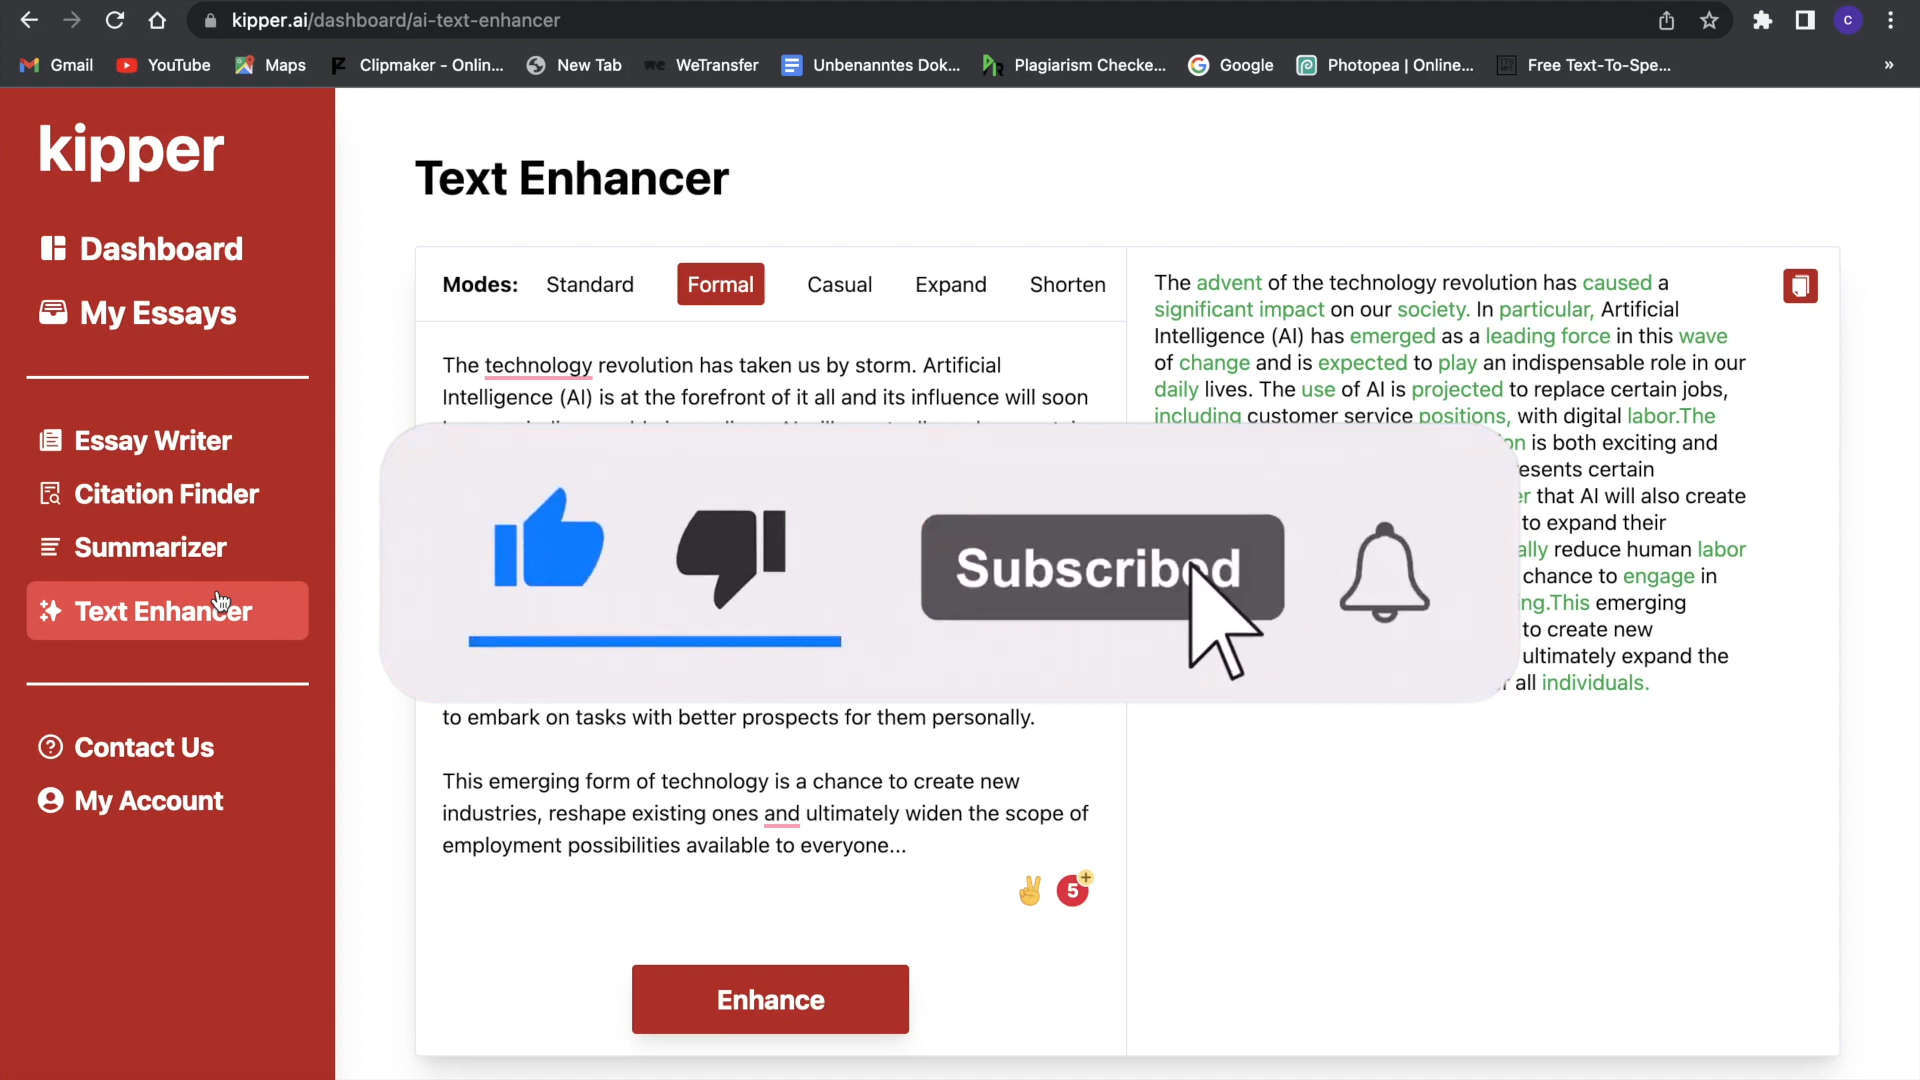 kipper.ai/dashboard/ai-text-enhancer
C
Gmail
YouTube
Maps
Clipmaker - Onlin...
New Tab
WeTransfer
Unbenanntes Dok...
Plagiarism Checke...
Google
Photopea | Online...
Free Text-To-Spe...
»
kipper
Dashboard
My Essays
Essay Writer
Citation Finder
Summarizer
Text Enhancer
Contact Us
My Account
Text Enhancer
Modes: Standard Formal Casual Expand Shorten
The technology revolution has taken us by storm. Artificial
Intelligence (AI) is at the forefront of it all and its influence will soon
to embark on tasks with better prospects for them personally.
This emerging form of technology is a chance to create new
industries, reshape existing ones and ultimately widen the scope of
employment possibilities available to everyone...
5
Enhance
The advent of the technology revolution has caused a
significant impact on our society. In particular, Artificial
Intelligence (AI) has emerged as a leading force in this wave
of change and is expected to play an indispensable role in our
daily lives. The use of AI is projected to replace certain jobs,
including customer service positions, with digital labor.The
is both exciting and
certain
that AI will also create
to expand their
reduce human labor
chance to engage in
emerging
to create new
ultimately expand the
all individuals.
Subscribed